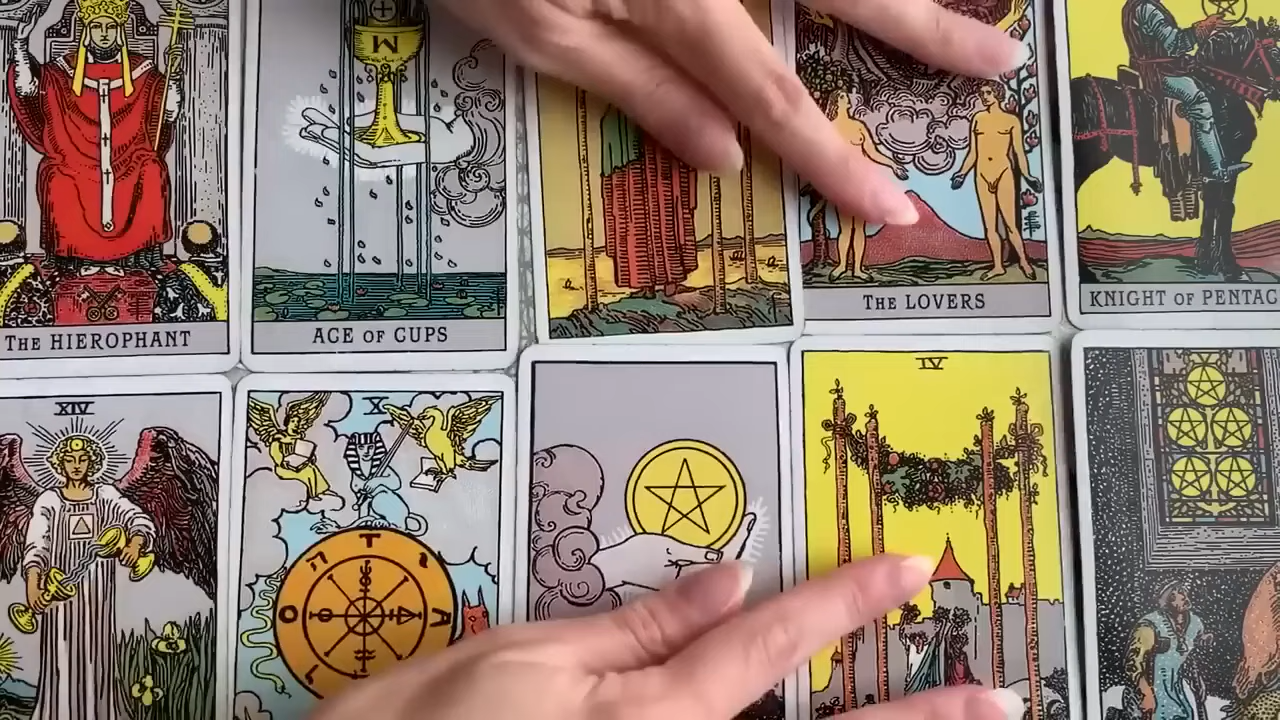 THE HIEROPHANT
ACE OF CUPS
THE LOVERS
KNIGHT OF PENTAC
XIV
X
IV